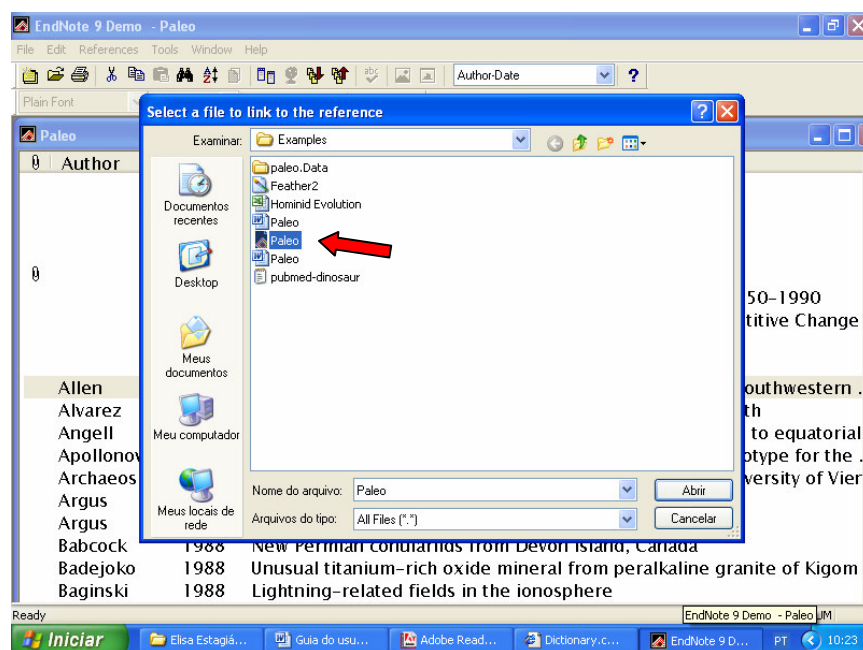 EndNote 9 Demo - Paleo
File Edit References Tools Window Help
Author-Date
?
Plain Font
Select a file to link to the reference
Paleo
Examinar: Examples
Author
paleo.Data
Feather2
Hominid Evolution
Paleo
Paleo
Paleo
pubmed-dinosaur
Documentos
recentes
Desktop
Meus
documentos
Meu computador
Meus locais de
rede
50-1990
titive Change
Allen outhwestern .
Alvarez th
Angell to equatorial
Apollonov otype for the .
Archaeos versity of Vier
Argus
Argus
Nome do arquivo: Paleo Abrir
Arquivos do tipo: All Files (*.*) Cancelar
Babcock 1988 New Permian conulariids from Devon Island, Canada
Badejoko 1988 Unusual titanium-rich oxide mineral from peralkaline granite of Kigom
Baginski 1988 Lightning-related fields in the ionosphere
Ready
EndNote 9 Demo - Paleo JM
Iniciar Elisa Estagiá... Guia do usu... Adobe Read... Dictionary.c... EndNote 9 D... PT 10:23